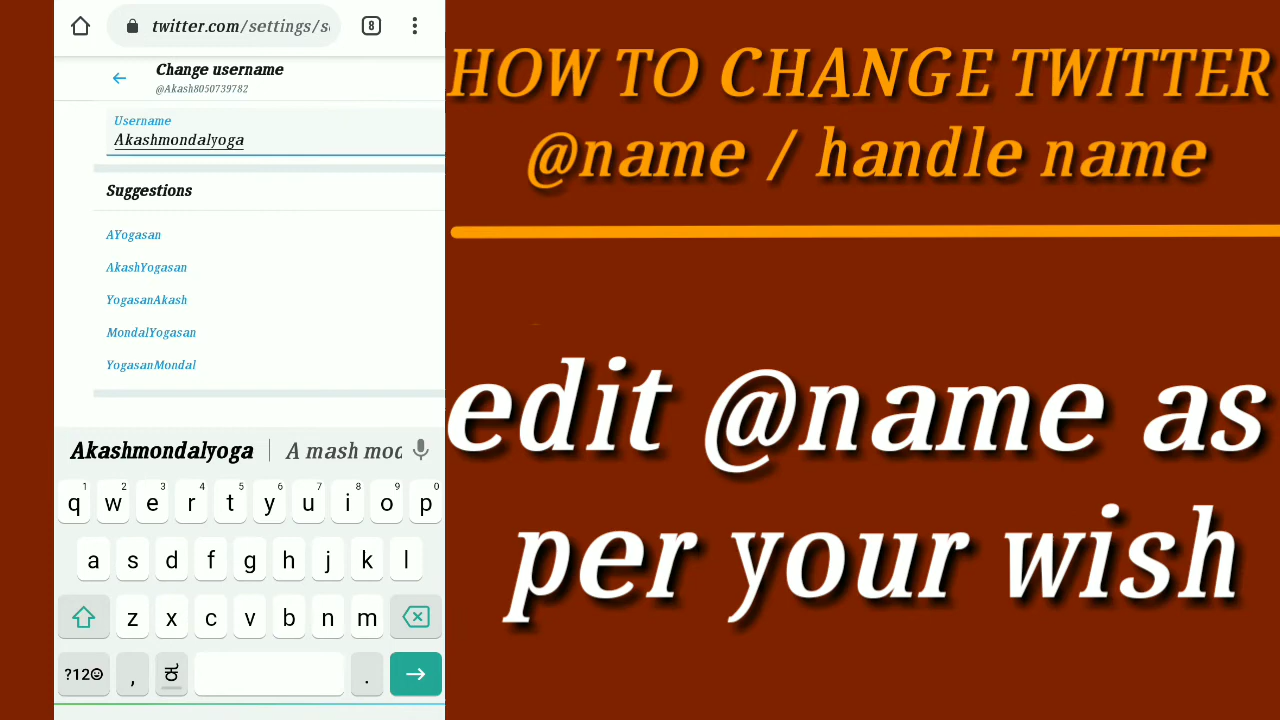 twitter.com/settings/s
8
Change username
@Akash8050739782
Username
Akashmondalyoga
Suggestions
AYogasan
AkashYogasan
YogasanAkash
MondalYogasan
YogasanMondal
Akashmondalyoga
A mash mod
1 2 3 4 5 6 7 8 9 0
q w e r t y u i o p
a s d f g h j k l
z x c v b n m
?12☺ , ಕ .
HOW TO CHANGE TWITTER
@name / handle name
edit @name as
per your wish